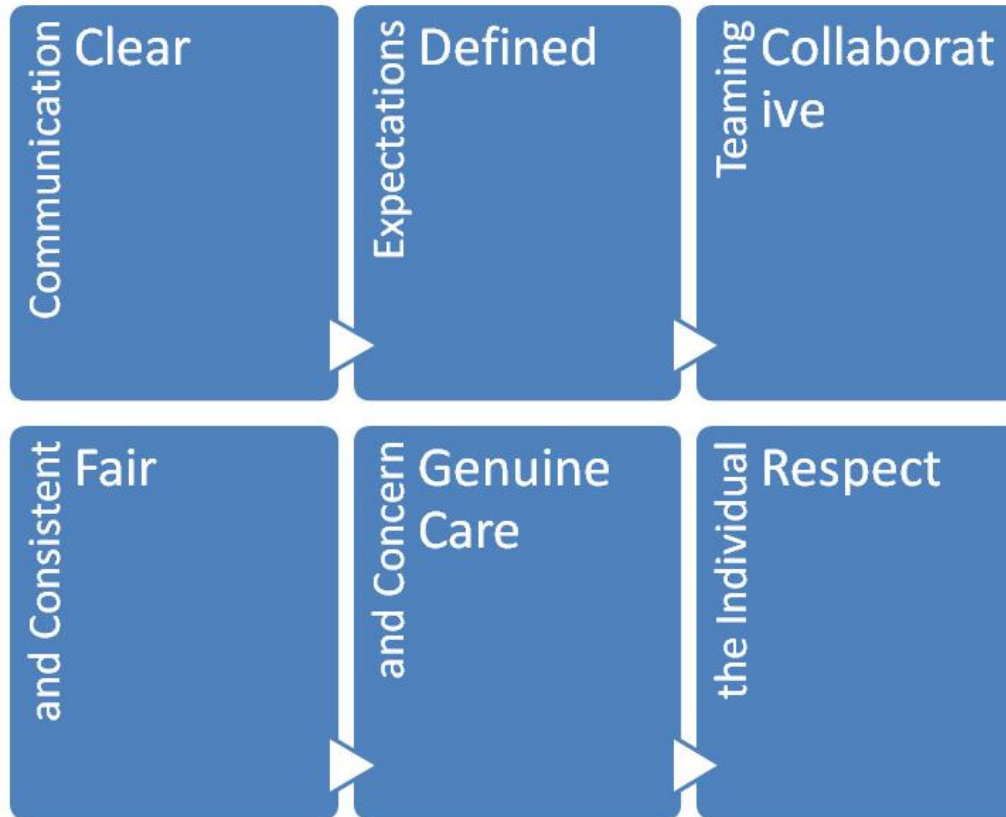 Clear
Communication
Defined
Expectations
Collaborat
ive
Teaming
Fair
and Consistent
Genuine
Care
and Concern
Respect
the Individual